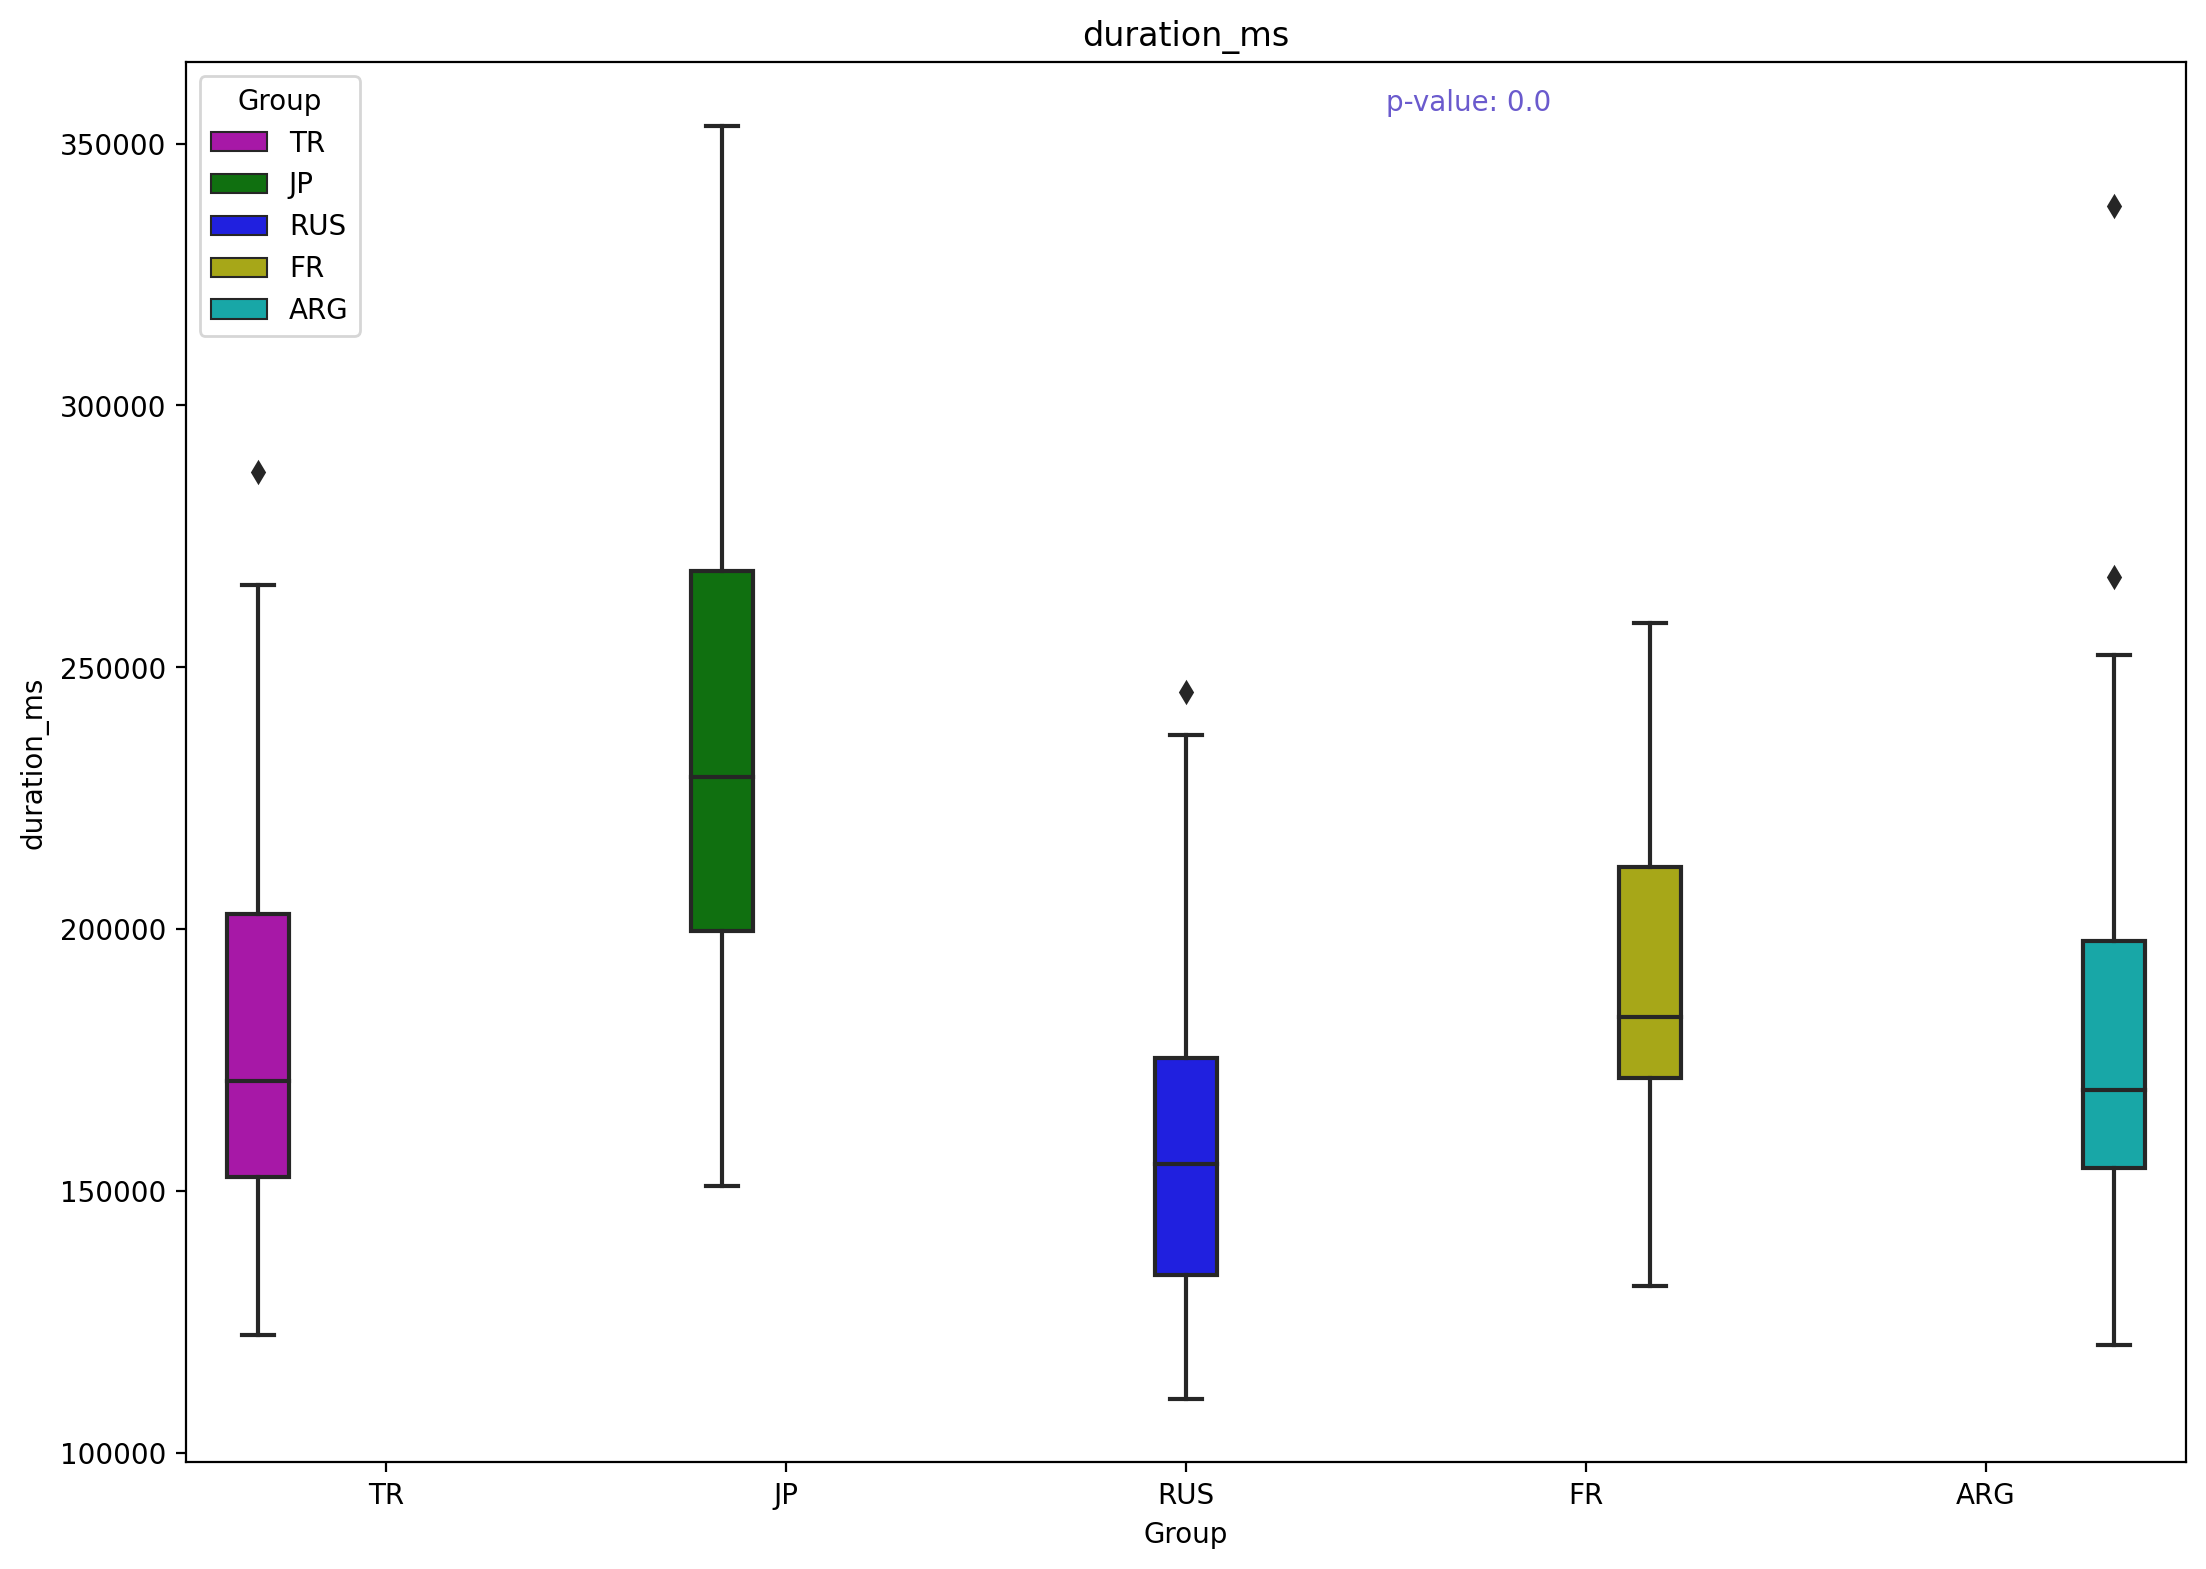 duration_ms
p-value: 0.0
Group
TR
JP
RUS
FR
ARG
350000
300000
250000
200000
150000
100000
duration_ms
TR JP RUS FR ARG
Group